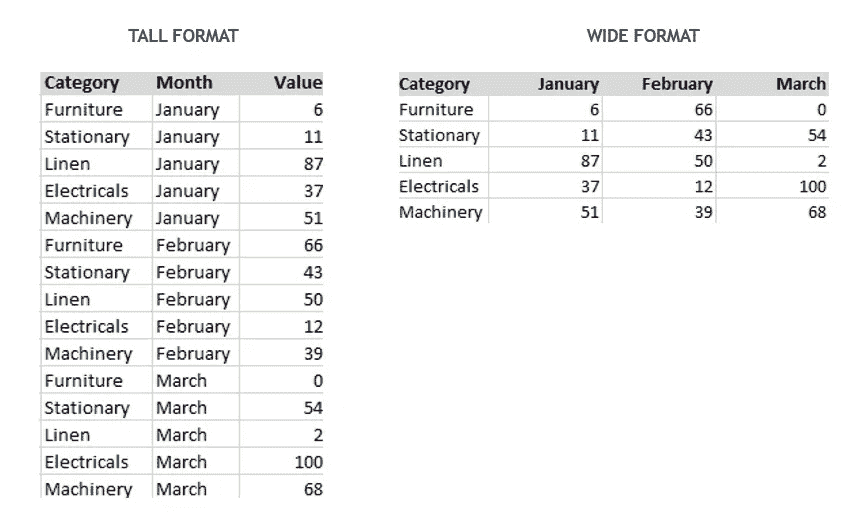 TALL FORMAT
Category Month Value
Furniture January 6
Stationary January 11
Linen January 87
Electricals January 37
Machinery January 51
Furniture February 66
Stationary February 43
Linen February 50
Electricals February 12
Machinery February 39
Furniture March 0
Stationary March 54
Linen March 2
Electricals March 100
Machinery March 68
WIDE FORMAT
Category January February March
Furniture 6 66 0
Stationary 11 43 54
Linen 87 50 2
Electricals 37 12 100
Machinery 51 39 68